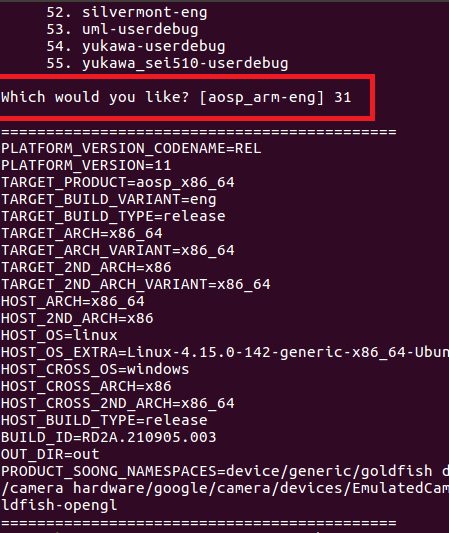 52. silvermont-eng
53. uml-userdebug
54. yukawa-userdebug
55. yukawa_sei510-userdebug
Which would you like? [aosp_arm-eng] 31
============================================
PLATFORM_VERSION_CODENAME=REL
PLATFORM_VERSION=11
TARGET_PRODUCT=aosp_x86_64
TARGET_BUILD_VARIANT=eng
TARGET_BUILD_TYPE=release
TARGET_ARCH=x86_64
TARGET_ARCH_VARIANT=x86_64
TARGET_2ND_ARCH=x86
TARGET_2ND_ARCH_VARIANT=x86_64
HOST_ARCH=x86_64
HOST_2ND_ARCH=x86
HOST_OS=linux
HOST_OS_EXTRA=Linux-4.15.0-142-generic-x86_64-Ubun
HOST_CROSS_OS=windows
HOST_CROSS_ARCH=x86
HOST_CROSS_2ND_ARCH=x86_64
HOST_BUILD_TYPE=release
BUILD_ID=RD2A.210905.003
OUT_DIR=out
PRODUCT_SOONG_NAMESPACES=device/generic/goldfish d
/camera hardware/google/camera/devices/EmulatedCam
ldfish-opengl
============================================